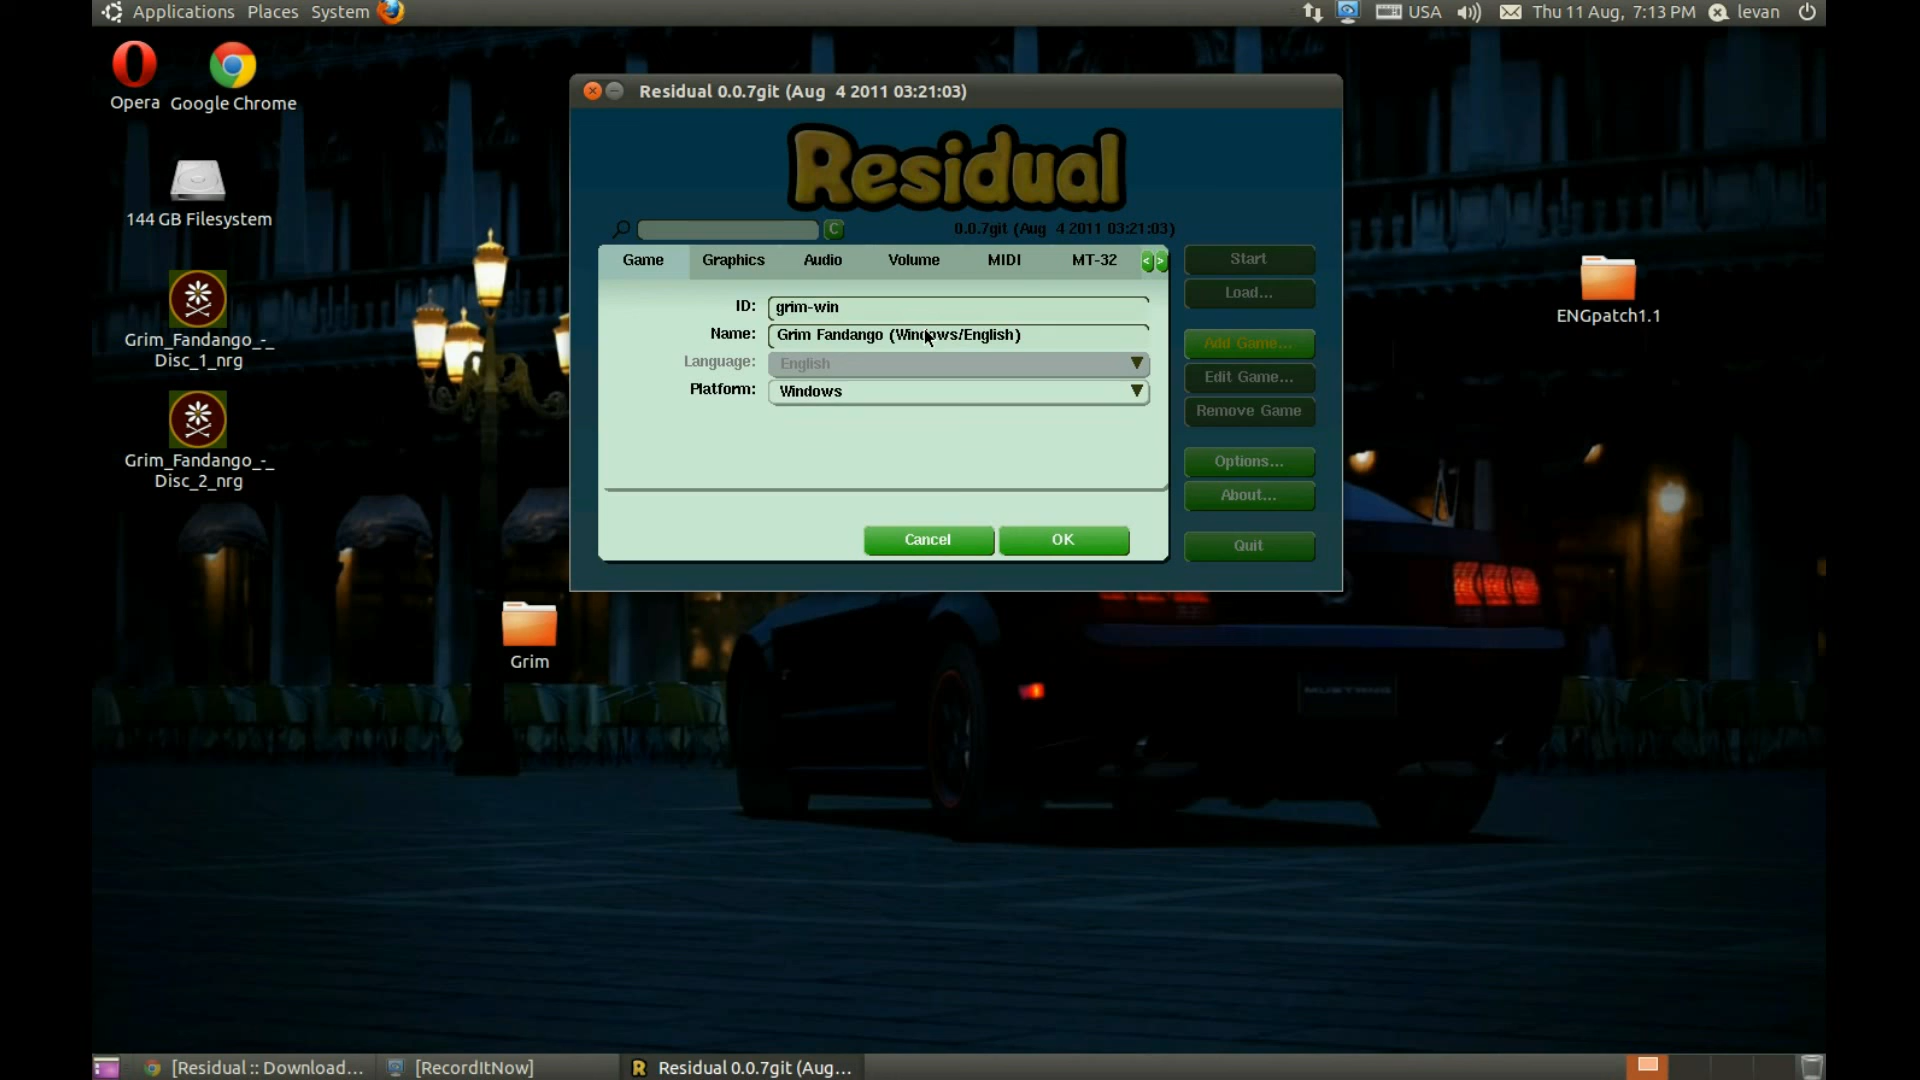 Applications Places System
USA
Thu 11 Aug, 7:13 PM
levan
Opera
Google Chrome
144 GB Filesystem
Grim_Fandango_-_
Disc_1_nrg
Grim_Fandango_-_
Disc_2_nrg
Grim
ENGpatch1.1
Residual 0.0.7git (Aug  4 2011 03:21:03)
Residual
C
0.0.7git (Aug  4 2011 03:21:03)
Game Graphics Audio Volume MIDI MT-32 < >
ID: grim-win
Name: Grim Fandango (Windows/English)
Language: English
Platform: Windows
Cancel OK
Start
Load...
Add Game...
Edit Game...
Remove Game
Options...
About...
Quit
MUSTANG
[Residual :: Download...
[RecordItNow]
R Residual 0.0.7git (Aug...